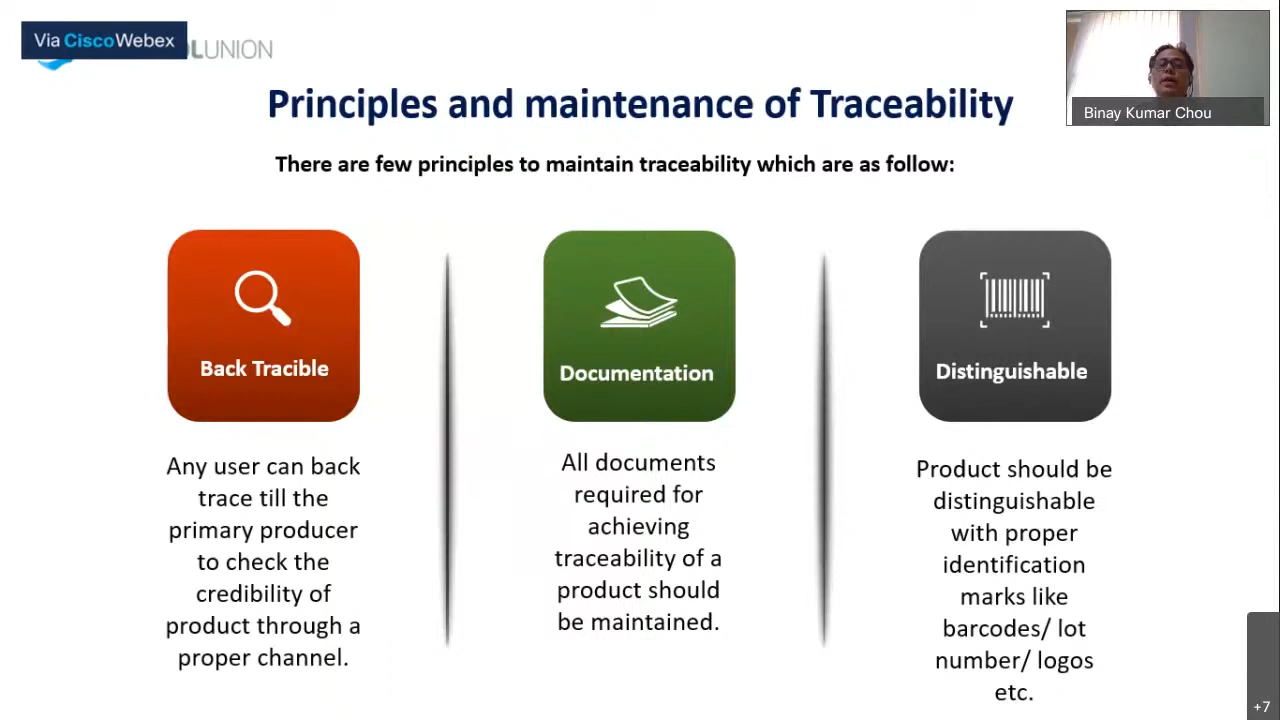 Via CiscoWebex
LUNION
Principles and maintenance of Traceability
Binay Kumar Chou
There are few principles to maintain traceability which are as follow:
Back Tracible
Any user can back
trace till the
primary producer
to check the
credibility of
product through a
proper channel.
Documentation
All documents
required for
achieving
traceability of a
product should
be maintained.
Distinguishable
Product should be
distinguishable
with proper
identification
marks like
barcodes/ lot
number/ logos
etc.
+7